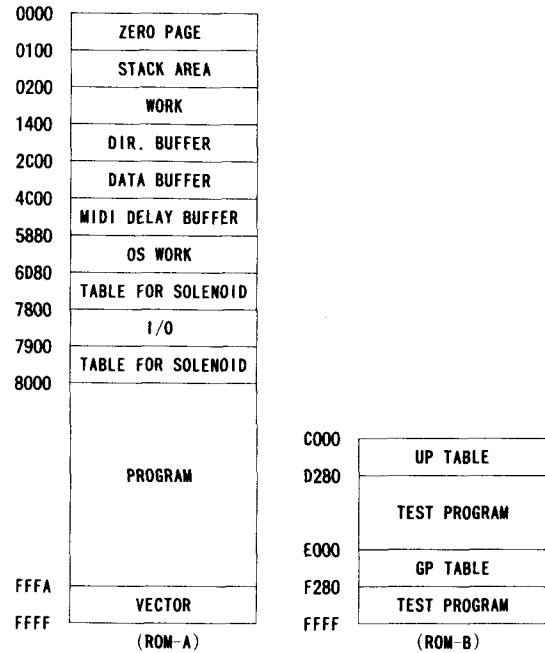 0000
ZERO PAGE
0100
STACK AREA
0200
WORK
1400
DIR. BUFFER
2C00
DATA BUFFER
4C00
MIDI DELAY BUFFER
5880
OS WORK
6D80
TABLE FOR SOLENOID
7800
I/O
7900
TABLE FOR SOLENOID
8000
PROGRAM
FFFA
VECTOR
FFFF
(ROM-A)
C000
UP TABLE
D280
TEST PROGRAM
E000
GP TABLE
F280
TEST PROGRAM
FFFF
(ROM-B)